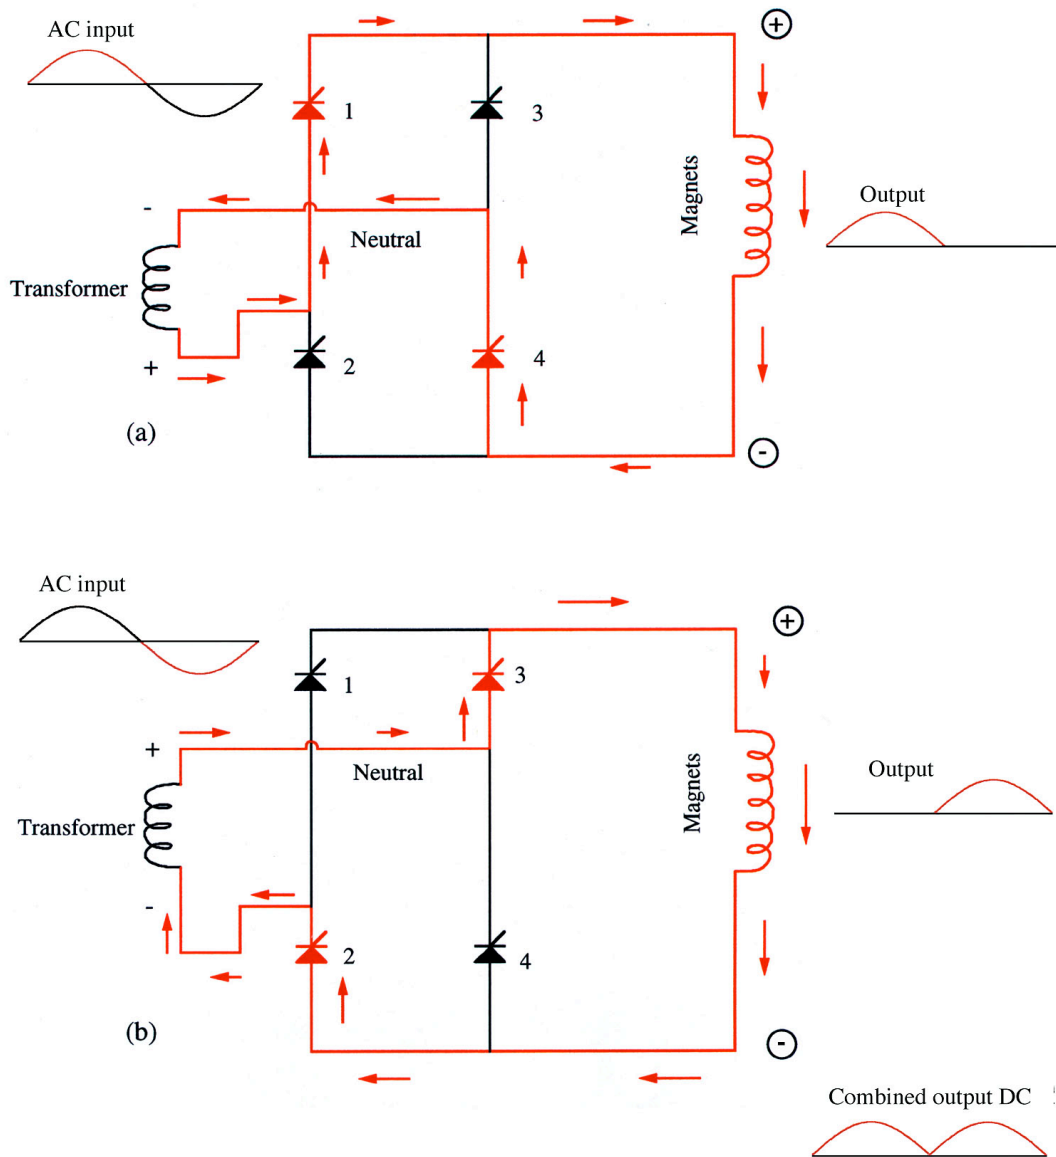 AC input
+
1
3
-
Magnets
Output
Neutral
Transformer
2
4
+
(a)
-
AC input
+
1
3
+
Neutral
Magnets
Output
Transformer
-
2
4
(b)
-
Combined output DC